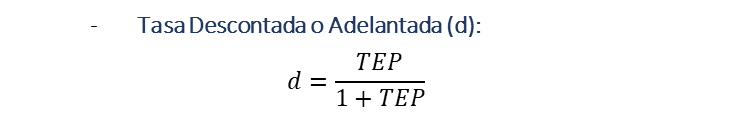 - Tasa Descontada o Adelantada (d):
d = TEP / 1 + TEP